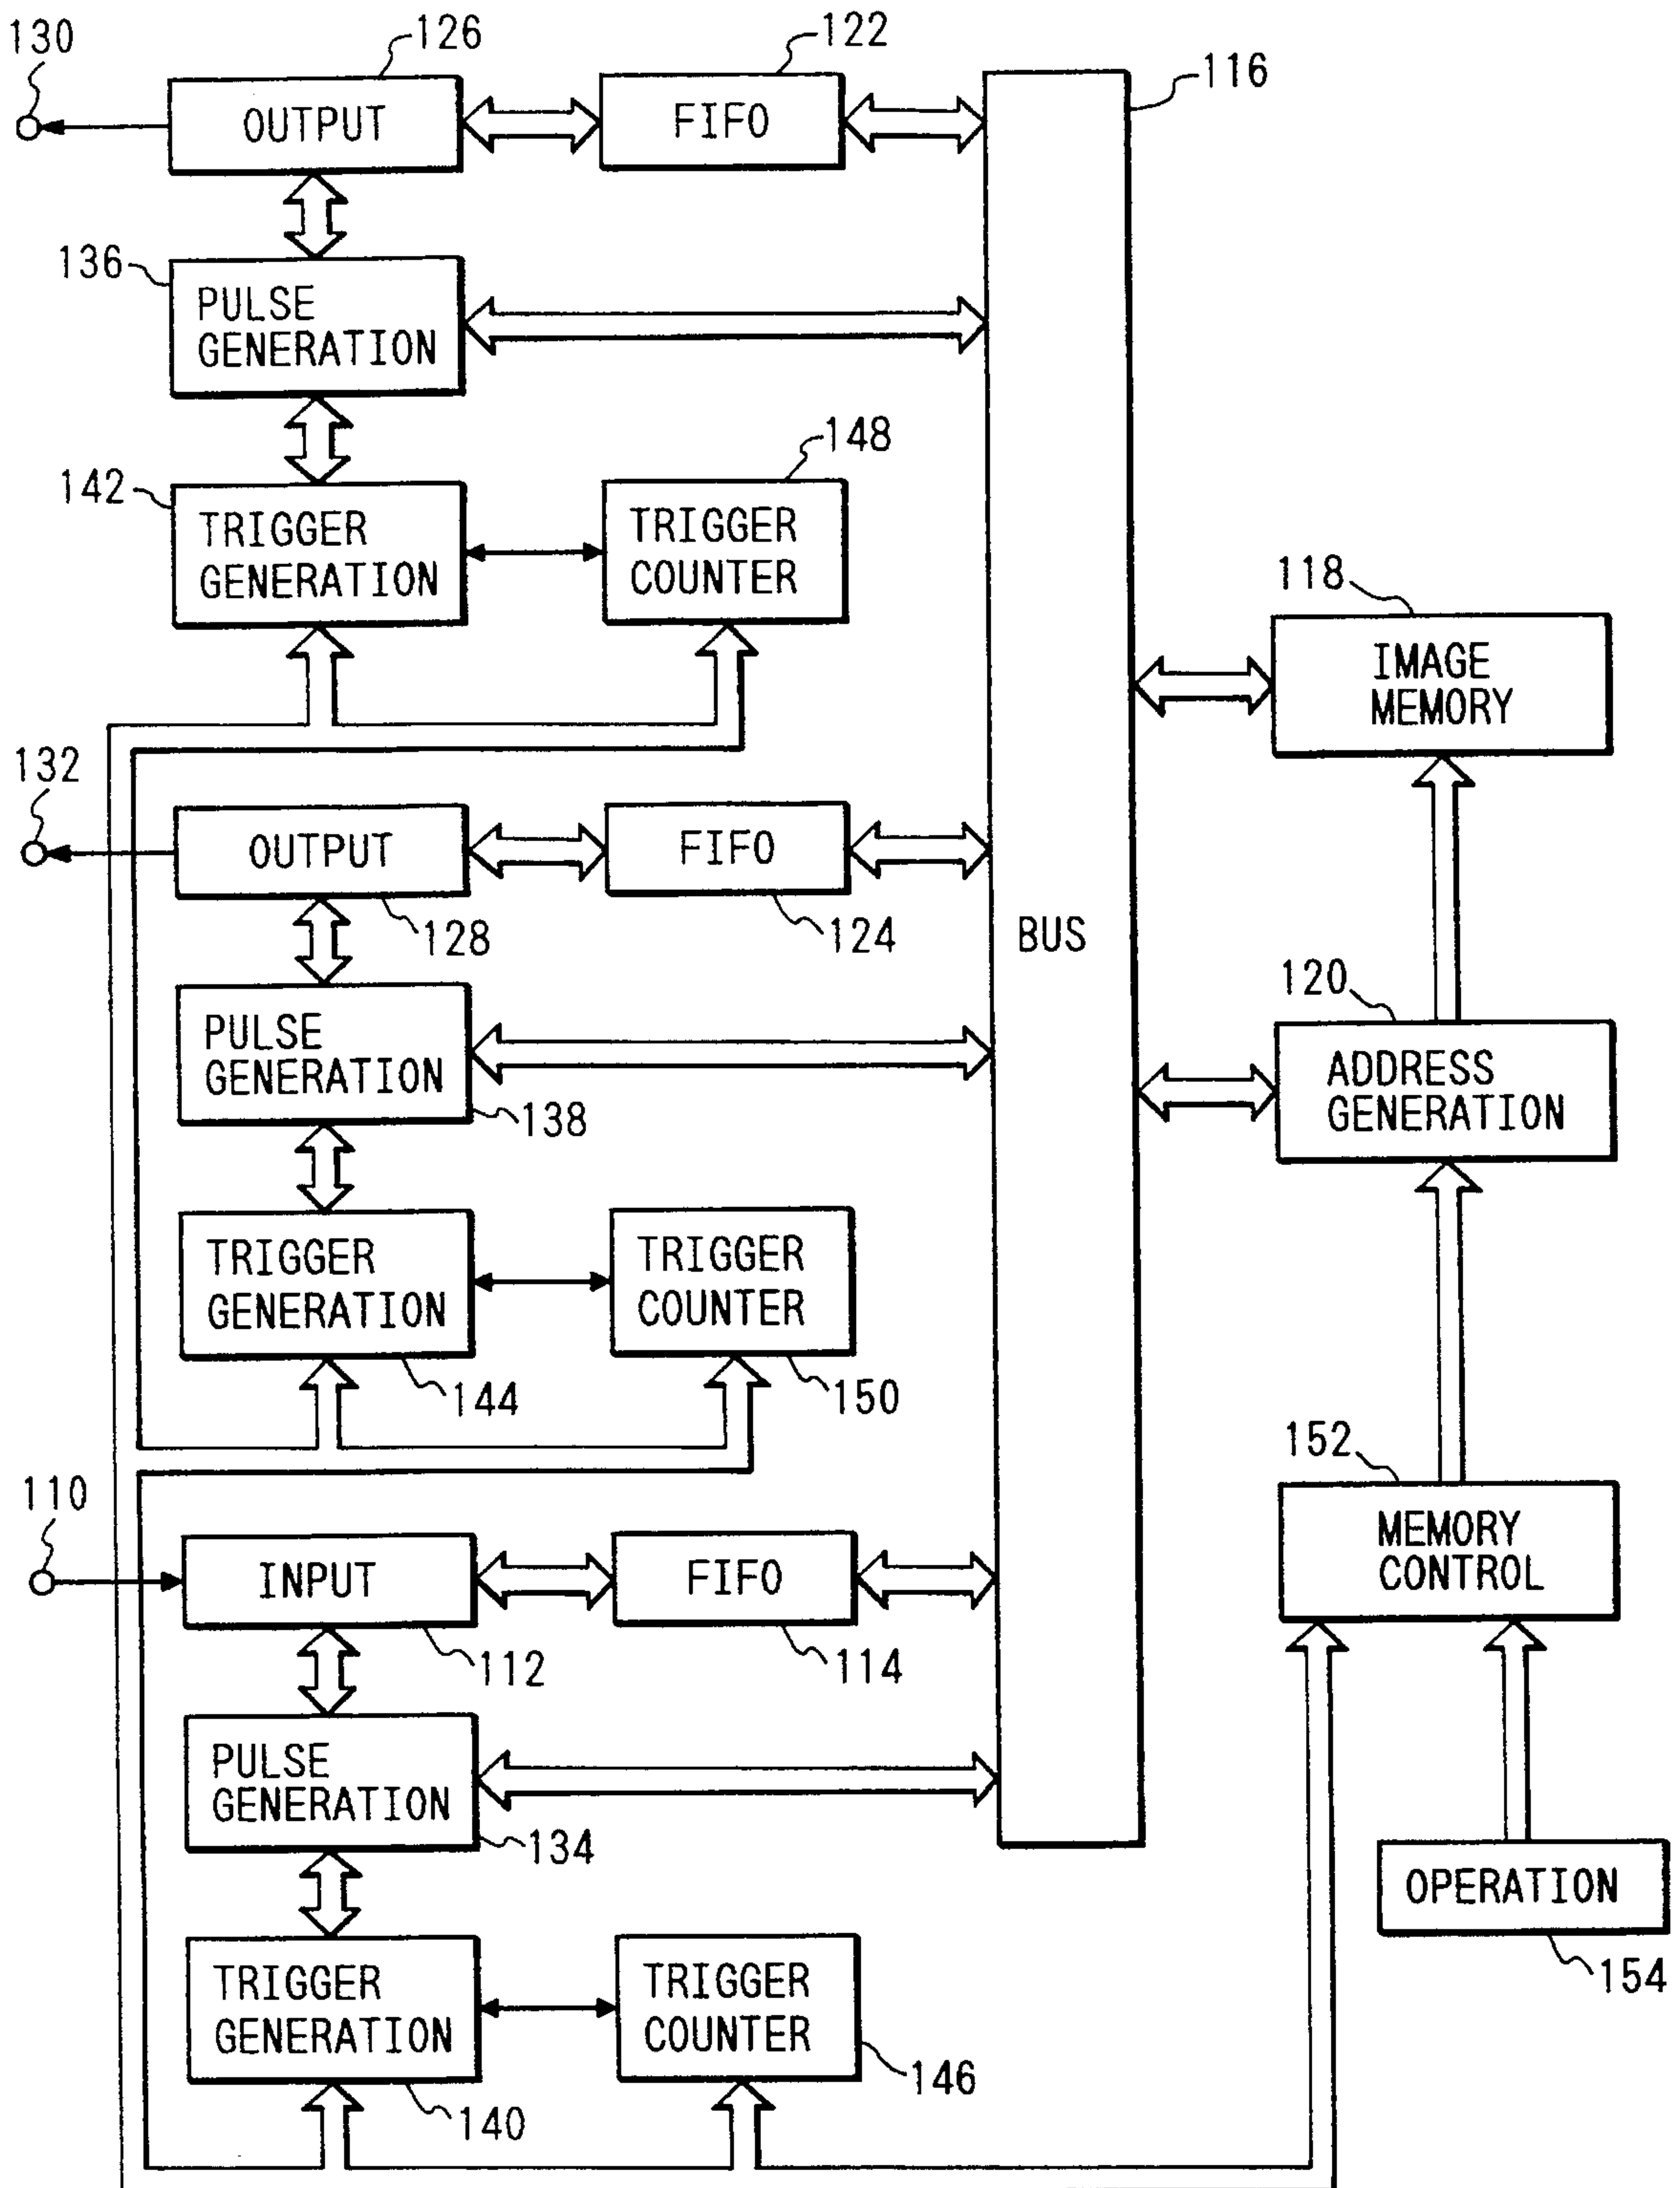 130
126
122
116
OUTPUT
FIFO
136
PULSE
GENERATION
142
148
TRIGGER
GENERATION
TRIGGER
COUNTER
118
IMAGE
MEMORY
132
OUTPUT
FIFO
128
124
BUS
120
PULSE
GENERATION
138
ADDRESS
GENERATION
TRIGGER
GENERATION
TRIGGER
COUNTER
144
150
152
110
INPUT
FIFO
MEMORY
CONTROL
112
114
PULSE
GENERATION
134
OPERATION
154
TRIGGER
GENERATION
TRIGGER
COUNTER
146
140